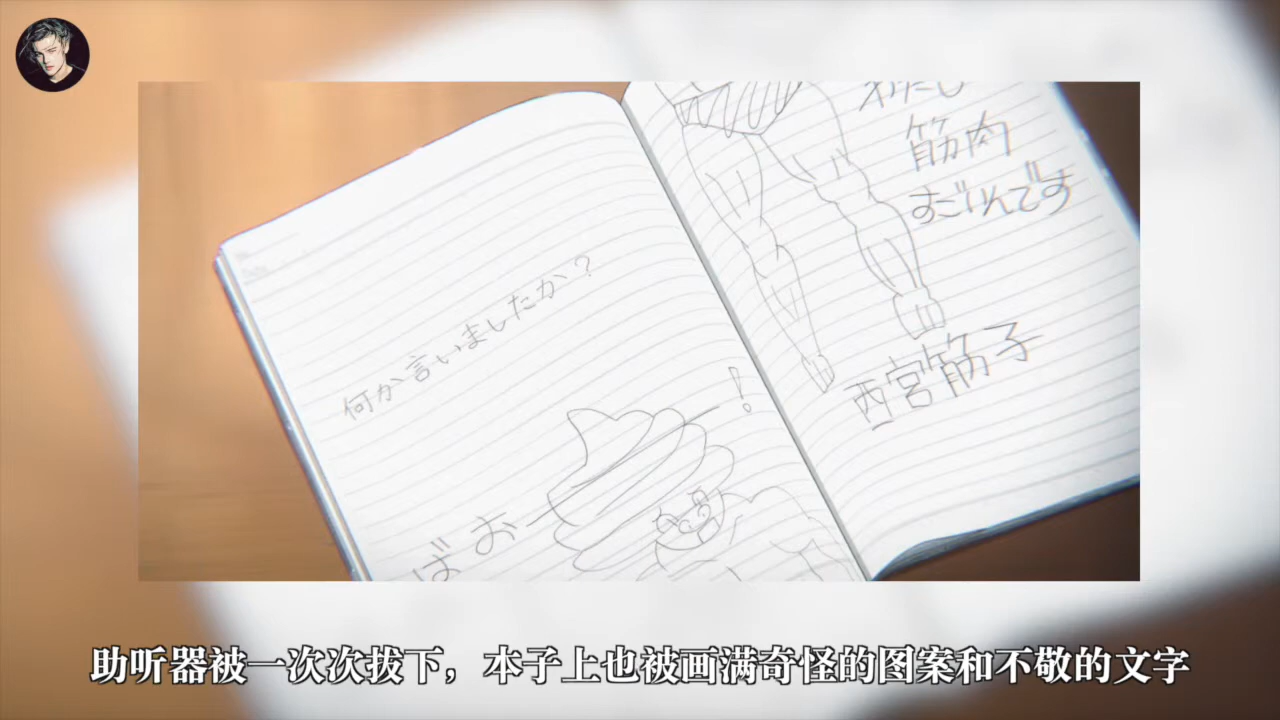 何か言いましたか?
ばおー!
わたし
筋肉
すごいんです
西宮筋子
助听器被一次次拔下，本子上也被画满奇怪的图案和不敬的文字